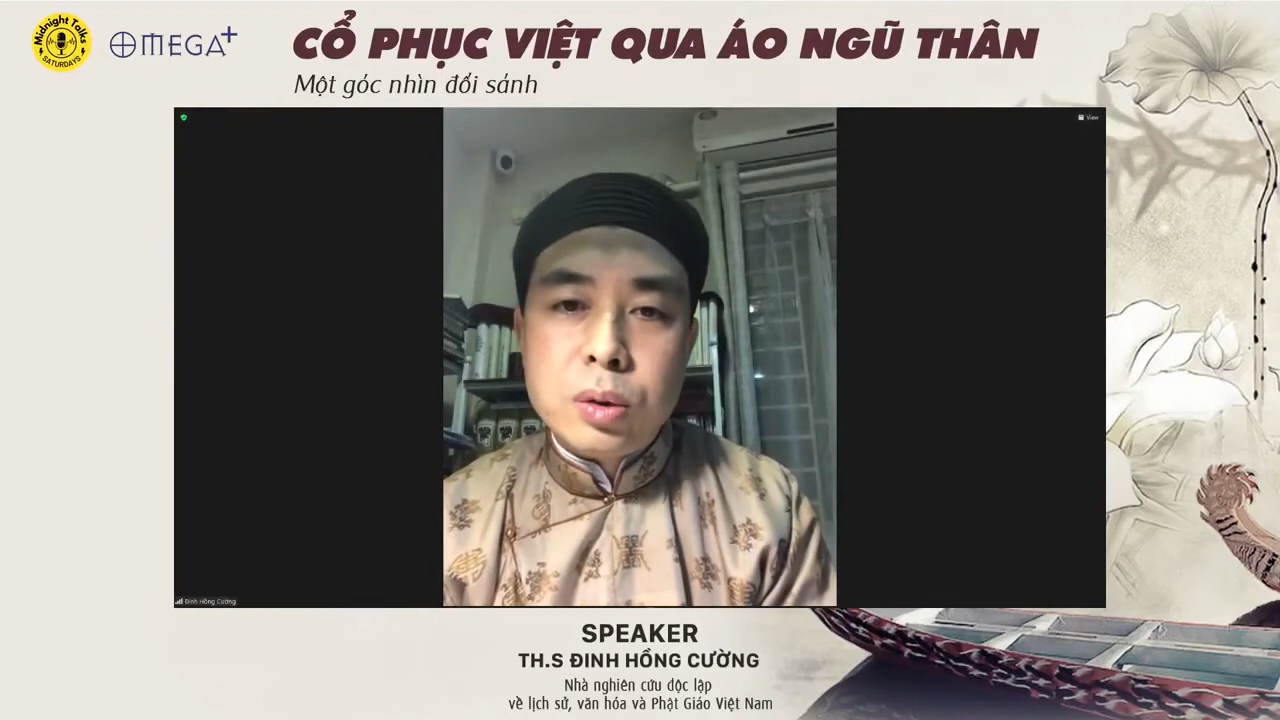 Midnight Talks
SATURDAYS
OMEGA+
CỔ PHỤC VIỆT QUA ÁO NGŨ THÂN
Một góc nhìn đối sánh
View
Đinh Hồng Cường
SPEAKER
TH.S ĐINH HỒNG CƯỜNG
Nhà nghiên cứu độc lập
về lịch sử, văn hóa và Phật Giáo Việt Nam